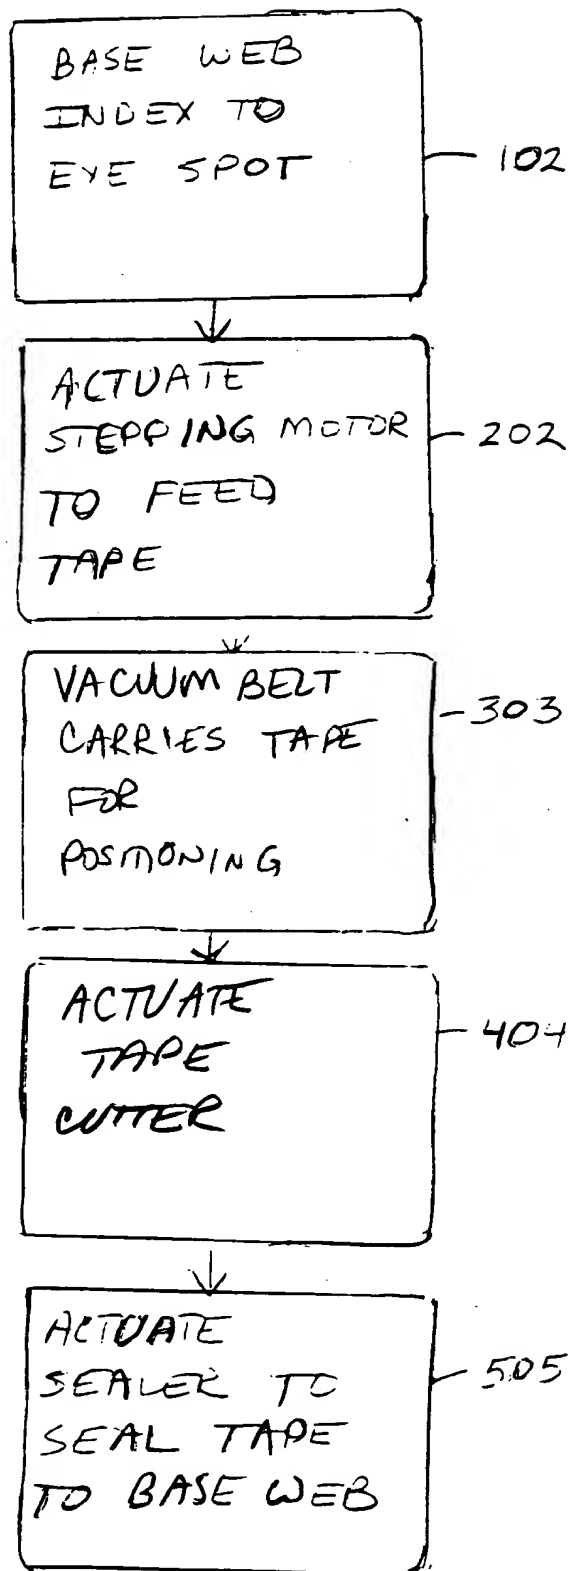 BASE WEB
INDEX TO
EYE SPOT
102
ACTUATE
STEPPING MOTOR
TO FEED
TAPE
202
VACUUM BELT
CARRIES TAPE
FOR
POSITIONING
303
ACTUATE
TAPE
CUTTER
404
ACTUATE
SEALER TO
SEAL TAPE
TO BASE WEB
505